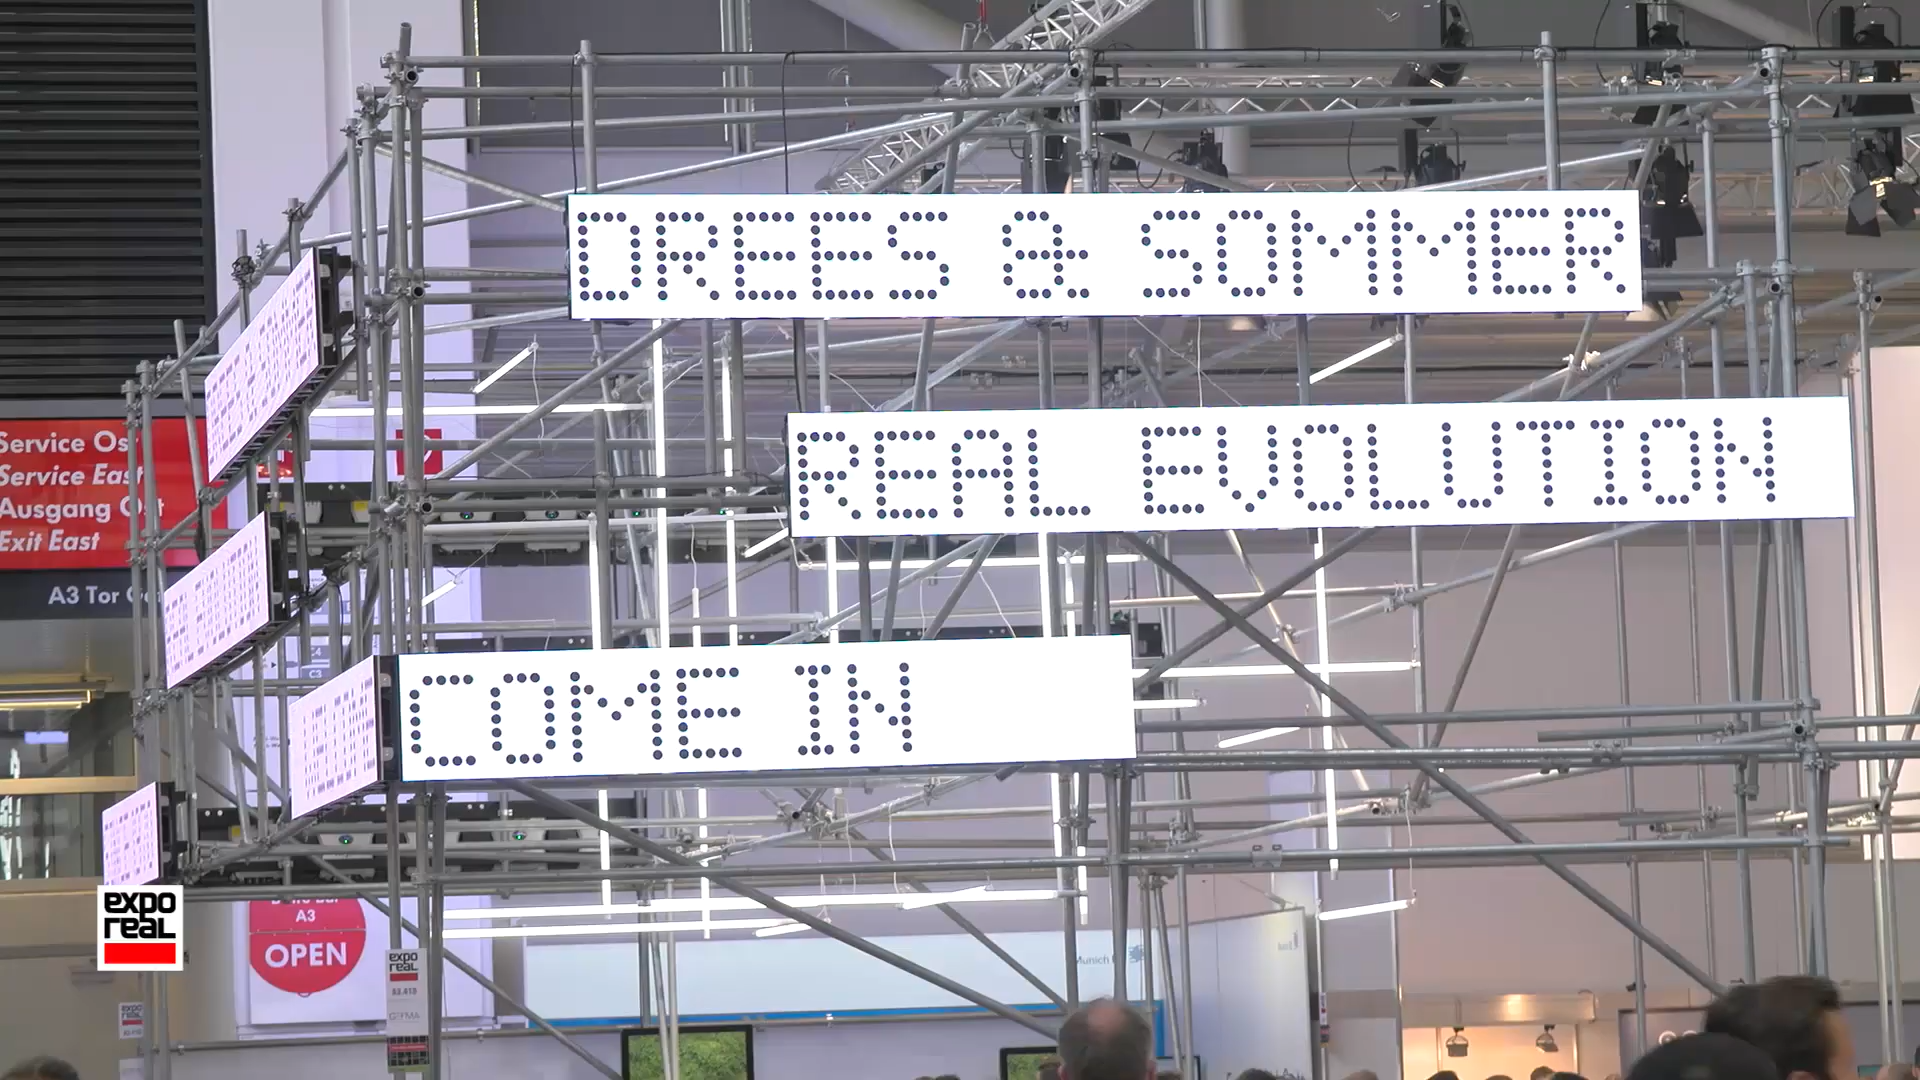 DREES & SOMMER
REAL EVOLUTION
COME IN
Service Ost
Service East
Ausgang Ost
Exit East
A3 Tor
A3
OPEN
expo
real
expo
real
Munich